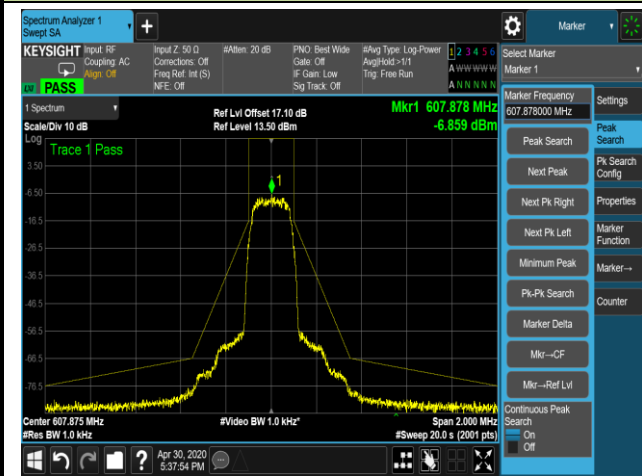 Spectrum Analyzer 1
Swept SA
+
Marker
KEYSIGHT
Input: RF
Coupling: AC
Align: Off
Input Z: 50 Ω
Corrections: Off
Freq Ref: Int (S)
NFE: Off
#Atten: 20 dB
PNO: Best Wide
Gate: Off
IF Gain: Low
Sig Track: Off
#Avg Type: Log-Power
Avg|Hold:>1/1
Trig: Free Run
1 2 3 4 5 6
A W W W W W
A N N N N N
LXI PASS
Select Marker
Marker 1
1 Spectrum
Scale/Div 10 dB
Ref Lvl Offset 17.10 dB
Ref Level 13.50 dBm
Mkr1 607.878 MHz
-6.859 dBm
Log
Trace 1 Pass
1
3.50
-6.50
-16.5
-26.5
-36.5
-46.5
-56.5
-66.5
-76.5
Center 607.875 MHz
#Res BW 1.0 kHz
#Video BW 1.0 kHz*
Span 2.000 MHz
#Sweep 20.0 s (2001 pts)
Marker Frequency
607.878000 MHz
Peak Search
Next Peak
Next Pk Right
Next Pk Left
Minimum Peak
Pk-Pk Search
Marker Delta
Mkr→CF
Mkr→Ref Lvl
Continuous Peak
Search
On
Off
Settings
Peak
Search
Pk Search
Config
Properties
Marker
Function
Marker→
Counter
?
Apr 30, 2020
5:37:54 PM